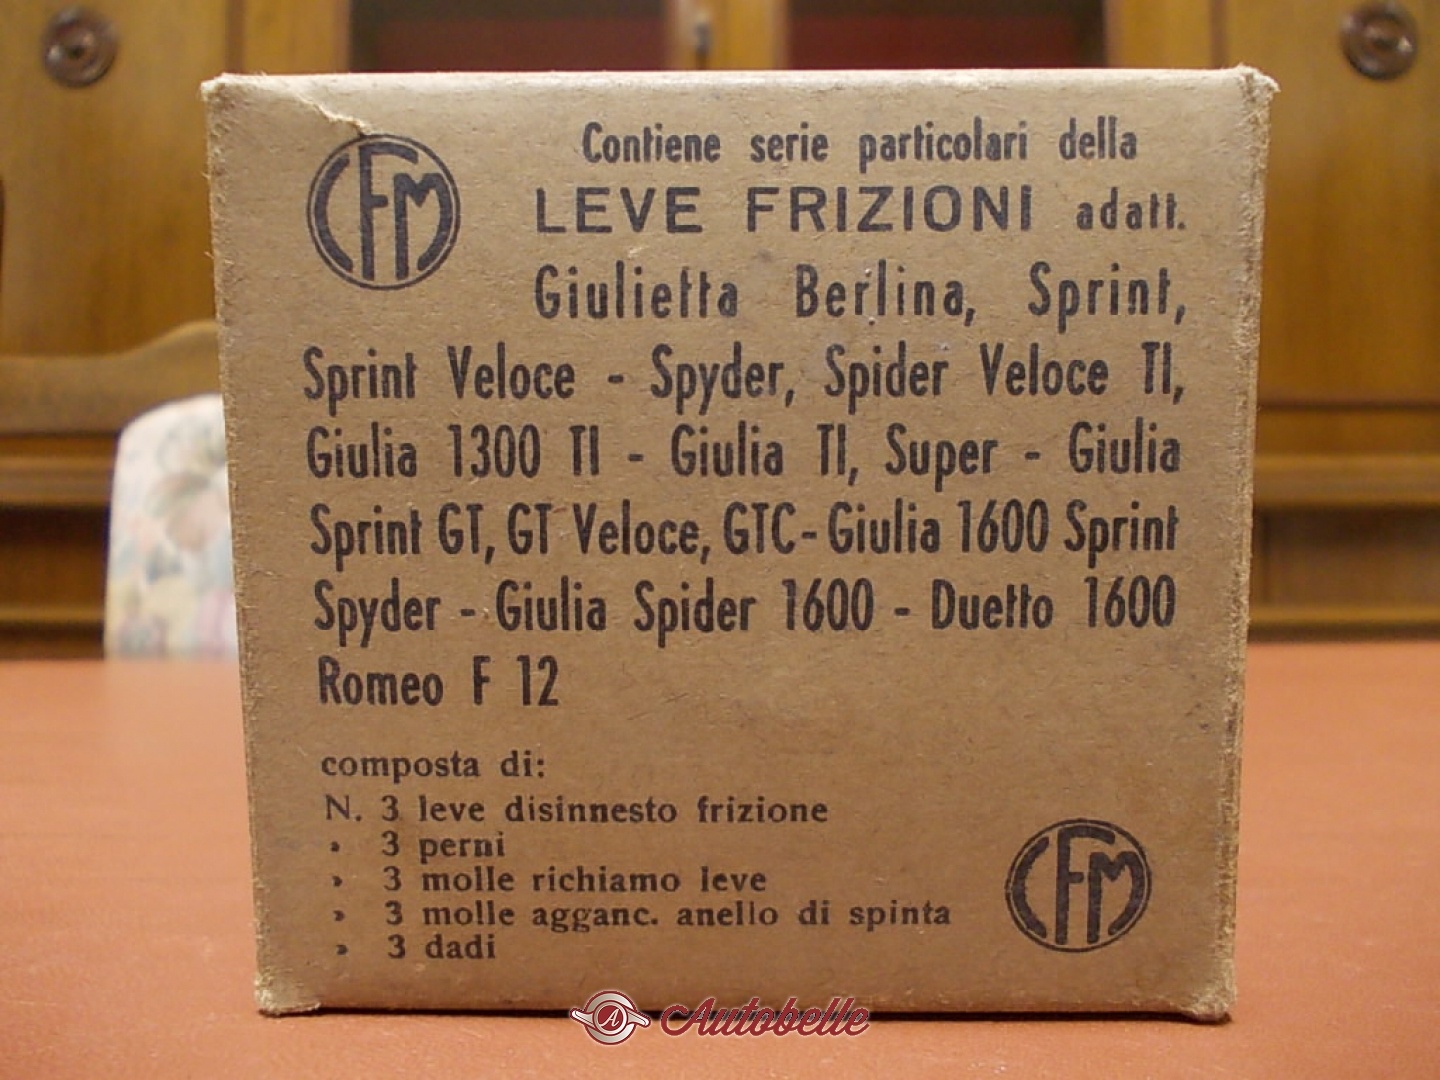 CFM
Contiene serie particolari della
LEVE FRIZIONI adatt.
Giulietta Berlina, Sprint,
Sprint Veloce - Spyder, Spider Veloce TI,
Giulia 1300 TI - Giulia TI, Super - Giulia
Sprint GT, GT Veloce, GTC - Giulia 1600 Sprint
Spyder - Giulia Spider 1600 - Duetto 1600
Romeo F 12
composta di:
N. 3 leve disinnesto frizione
» 3 perni
» 3 molle richiamo leve
» 3 molle agganc. anello di spinta
» 3 dadi
CFM
A Autobelle